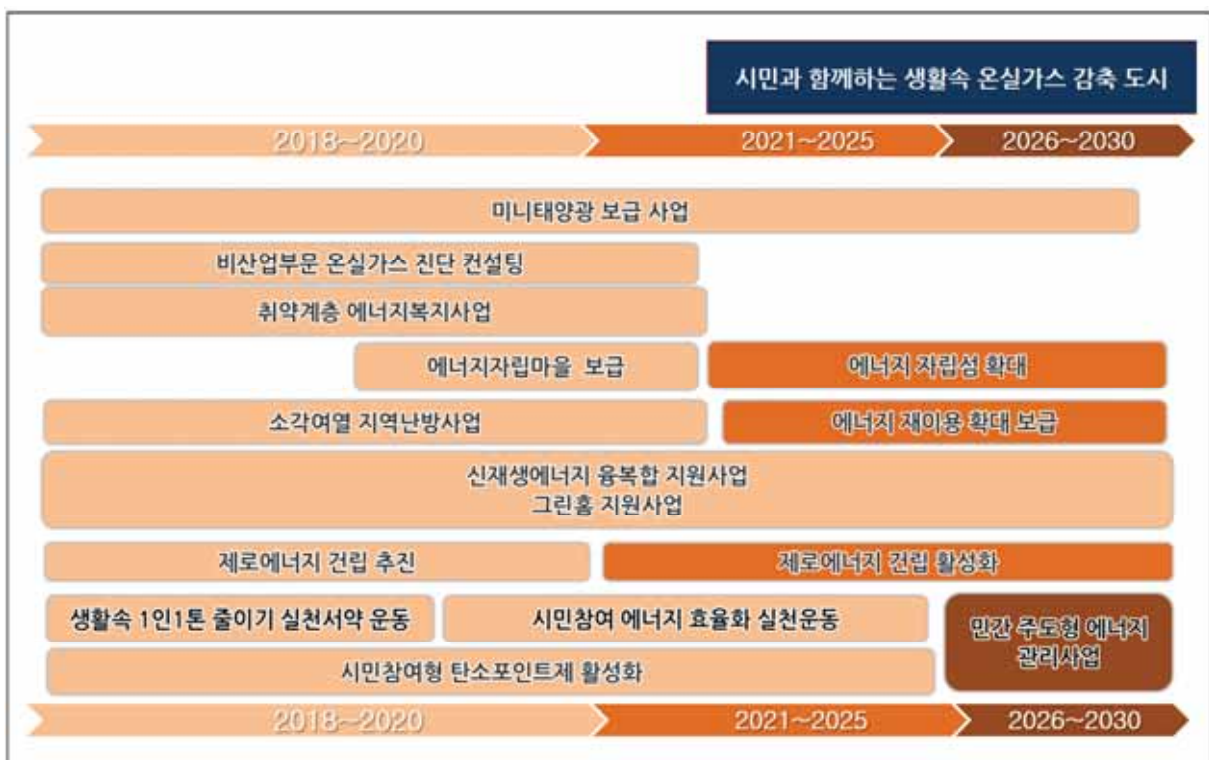 시민과 함께하는 생활속 온실가스 감축 도시
2018~2020 2021~2025 2026~2030
미니태양광 보급 사업
비산업부문 온실가스 진단 컨설팅
취약계층 에너지복지사업
에너지자립마을 보급 에너지 자립섬 확대
소각여열 지역난방사업 에너지 재이용 확대 보급
신재생에너지 융복합 지원사업
그린홈 지원사업
제로에너지 건립 추진 제로에너지 건립 활성화
생활속 1인1톤 줄이기 실천서약 운동 시민참여 에너지 효율화 실천운동
민간 주도형 에너지
관리사업
시민참여형 탄소포인트제 활성화
2018~2020 2021~2025 2026~2030